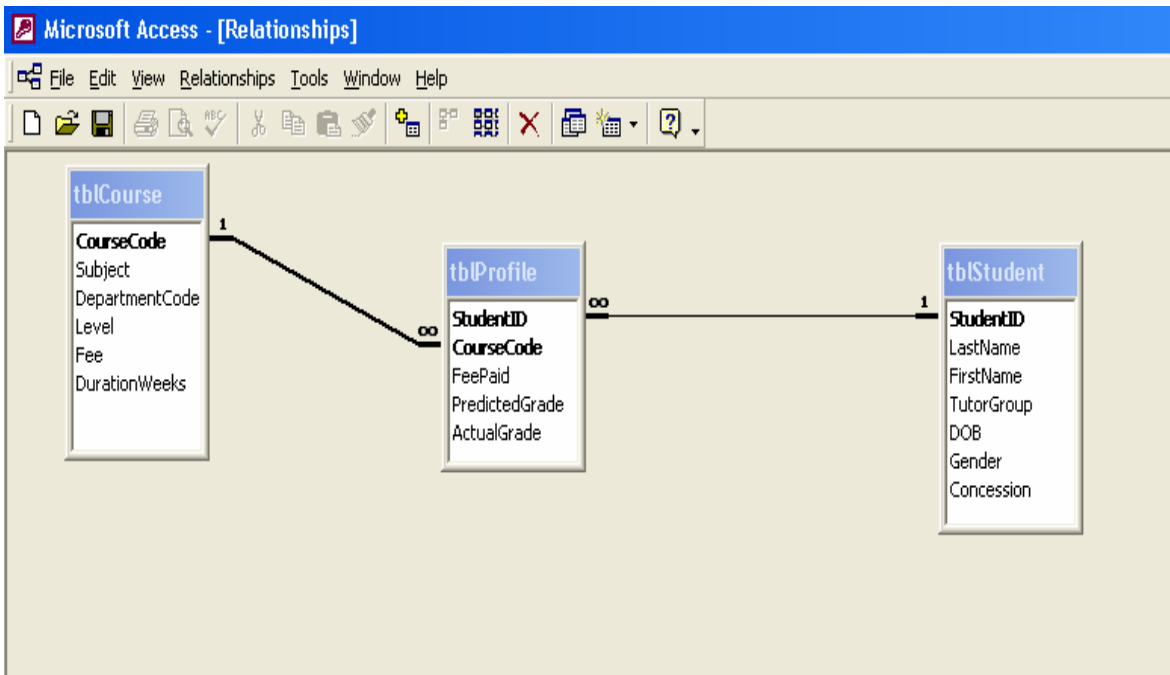 Microsoft Access - [Relationships]
File Edit View Relationships Tools Window Help
ABC
tblCourse
CourseCode
Subject
DepartmentCode
Level
Fee
DurationWeeks
1
∞
tblProfile
StudentID
CourseCode
FeePaid
PredictedGrade
ActualGrade
∞
1
tblStudent
StudentID
LastName
FirstName
TutorGroup
DOB
Gender
Concession